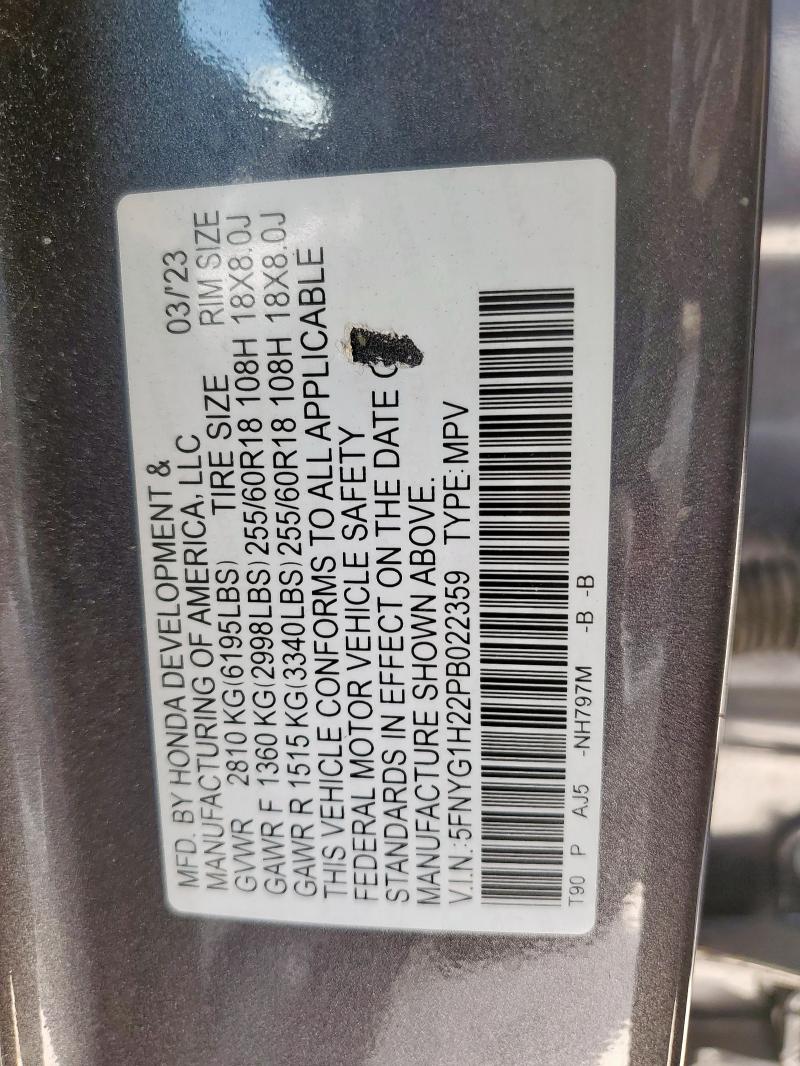 MFD. BY HONDA DEVELOPMENT & 03/'23
MANUFACTURING OF AMERICA, LLC
GVWR 2810 KG(6195LBS) TIRE SIZE RIM SIZE
GAWR F 1360 KG(2998LBS) 255/60R18 108H 18X8.0J
GAWR R 1515 KG(3340LBS) 255/60R18 108H 18X8.0J
THIS VEHICLE CONFORMS TO ALL APPLICABLE
FEDERAL MOTOR VEHICLE SAFETY
STANDARDS IN EFFECT ON THE DATE
MANUFACTURE SHOWN ABOVE.
V.I.N.: 5FNYG1H22PB022359 TYPE: MPV
T90 P AJ5 -NH797M -B -B